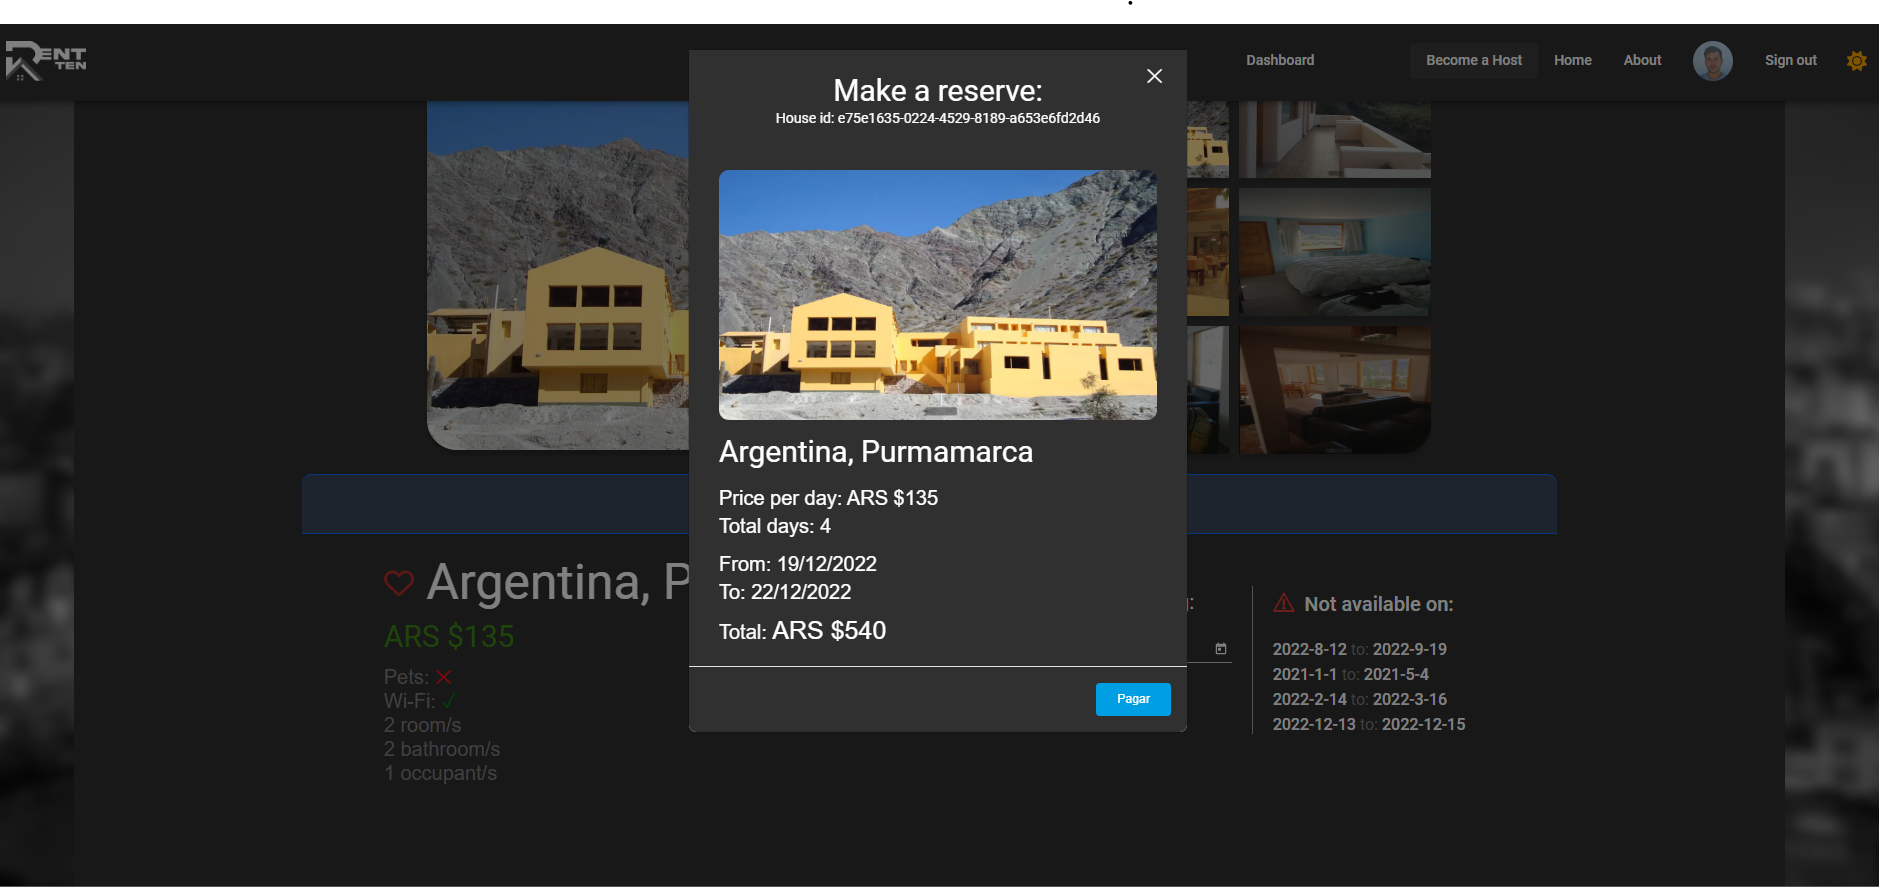 RENT
TEN
Dashboard
Become a Host
Home
About
Sign out
Make a reserve:
House id: e75e1635-0224-4529-8189-a653e6fd2d46
Argentina, Purmamarca
Price per day: ARS $135
Total days: 4
From: 19/12/2022
To: 22/12/2022
Total: ARS $540
Pagar
Argentina, P
ARS $135
Pets:
Wi-Fi:
2 room/s
2 bathroom/s
1 occupant/s
Not available on:
2022-8-12 to: 2022-9-19
2021-1-1 to: 2021-5-4
2022-2-14 to: 2022-3-16
2022-12-13 to: 2022-12-15